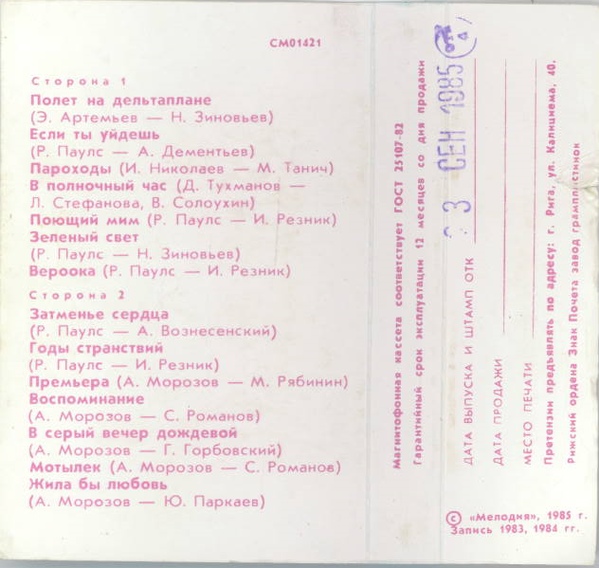 СМ01421
Сторона 1
Полет на дельтаплане
(Э. Артемьев — Н. Зиновьев)
Если ты уйдешь
(Р. Паулс — А. Дементьев)
Пароходы (И. Николаев — М. Танич)
В полночный час (Д. Тухманов —
Л. Стефанова, В. Солоухин)
Поющий мим (Р. Паулс — И. Резник)
Зеленый свет
(Р. Паулс — Н. Зиновьев)
Вероока (Р. Паулс — И. Резник)
Сторона 2
Затменье сердца
(Р. Паулс — А. Вознесенский)
Годы странствий
(Р. Паулс — И. Резник)
Премьера (А. Морозов — М. Рябинин)
Воспоминание
(А. Морозов — С. Романов)
В серый вечер дождевой
(А. Морозов — Г. Горбовский)
Мотылек (А. Морозов — С. Романов)
Жила бы любовь
(А. Морозов — Ю. Паркаев)
Магнитофонная кассета соответствует ГОСТ 25107-82
Гарантийный срок эксплуатации 12 месяцев со дня продажи
3 СЕН 1985
ДАТА ВЫПУСКА И ШТАМП ОТК
ДАТА ПРОДАЖИ
МЕСТО ПЕЧАТИ
Претензии предъявлять по адресу: г. Рига, ул. Калнциема, 40,
Рижский ордена Знак Почета завод грампластинок
© «Мелодия», 1985 г.
Запись 1983, 1984 гг.